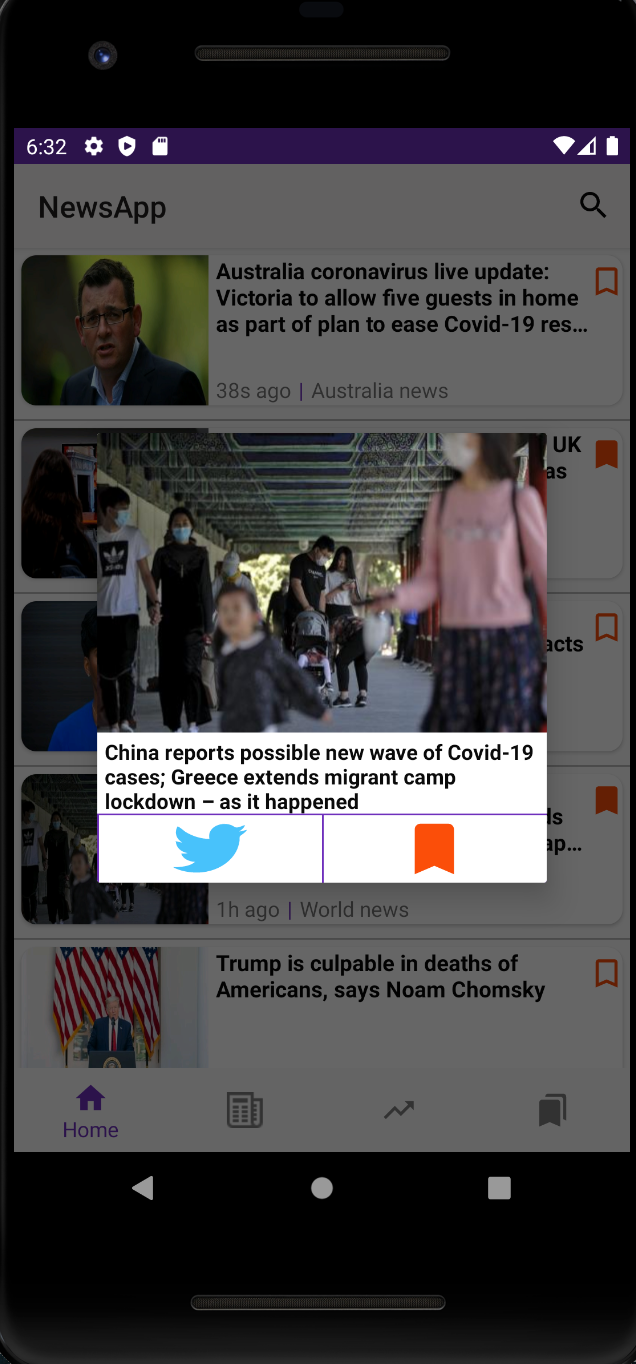 6:32
NewsApp
Australia coronavirus live update:
Victoria to allow five guests in home
as part of plan to ease Covid-19 res…
38s ago | Australia news
UK
as
acts
China reports possible new wave of Covid-19
cases; Greece extends migrant camp
lockdown – as it happened
ds
ap…
1h ago | World news
Trump is culpable in deaths of
Americans, says Noam Chomsky
Home